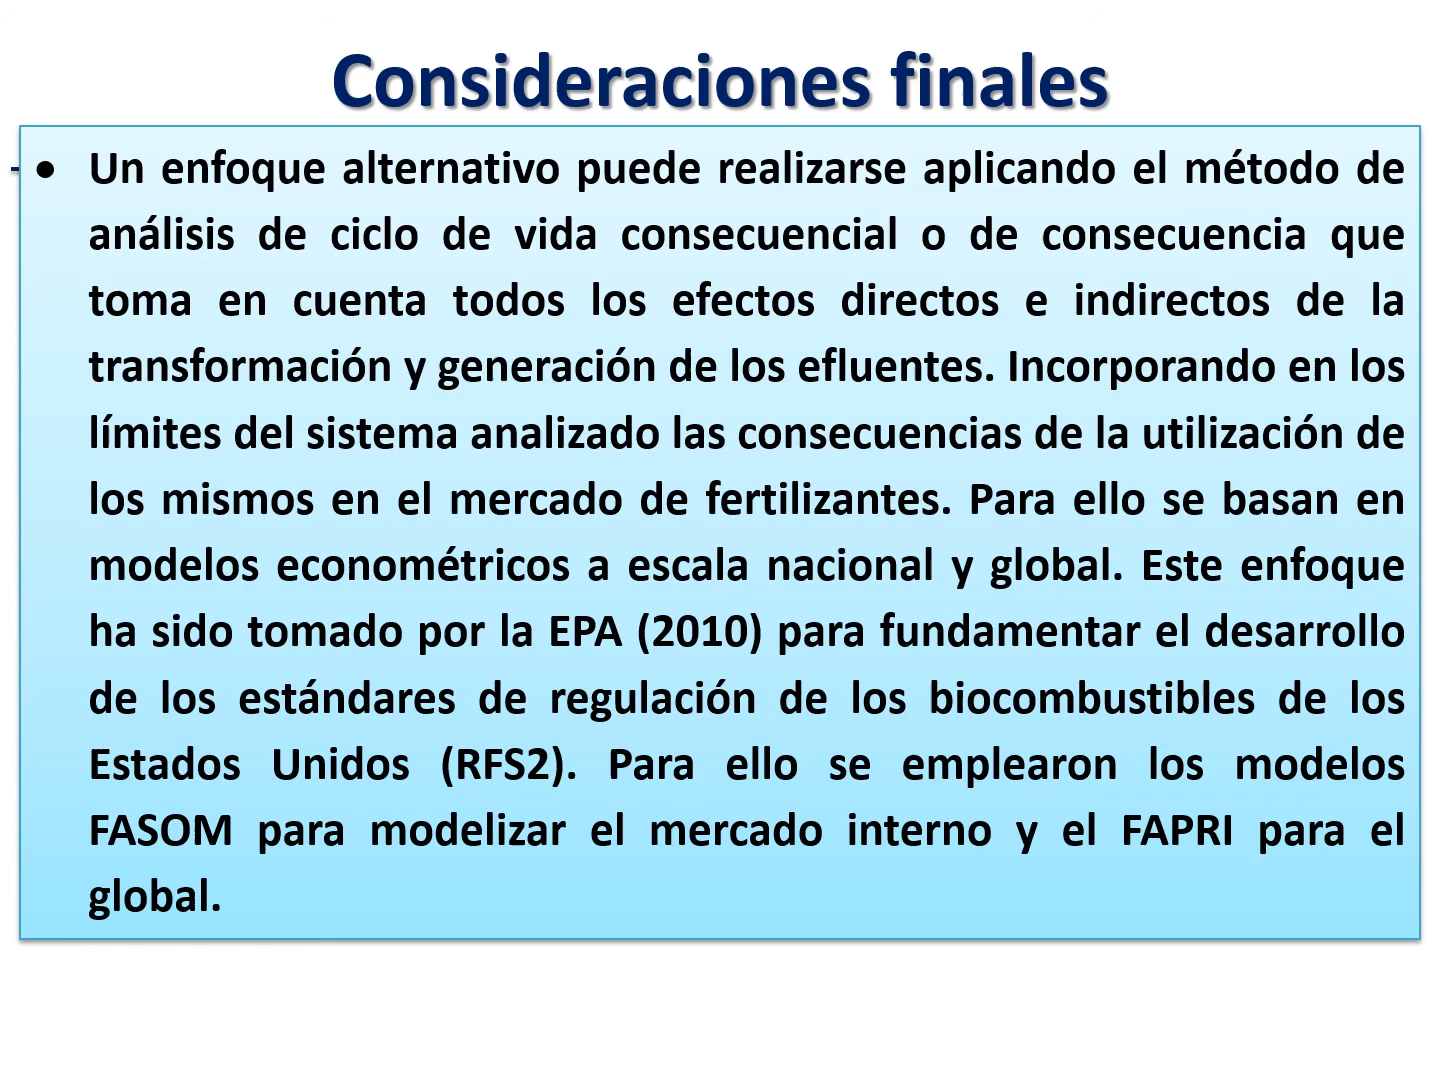 Consideraciones finales
• Un enfoque alternativo puede realizarse aplicando el método de
análisis de ciclo de vida consecuencial o de consecuencia que
toma en cuenta todos los efectos directos e indirectos de la
transformación y generación de los efluentes. Incorporando en los
límites del sistema analizado las consecuencias de la utilización de
los mismos en el mercado de fertilizantes. Para ello se basan en
modelos econométricos a escala nacional y global. Este enfoque
ha sido tomado por la EPA (2010) para fundamentar el desarrollo
de los estándares de regulación de los biocombustibles de los
Estados Unidos (RFS2). Para ello se emplearon los modelos
FASOM para modelizar el mercado interno y el FAPRI para el
global.